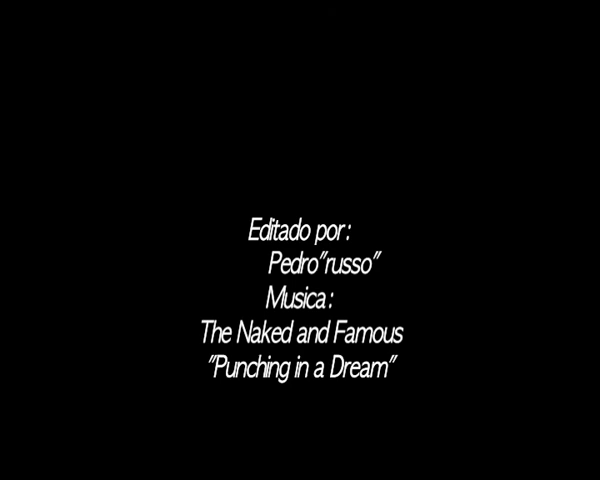 Editado por:
Pedro"russo"
Musica:
The Naked and Famous
"Punching in a Dream"